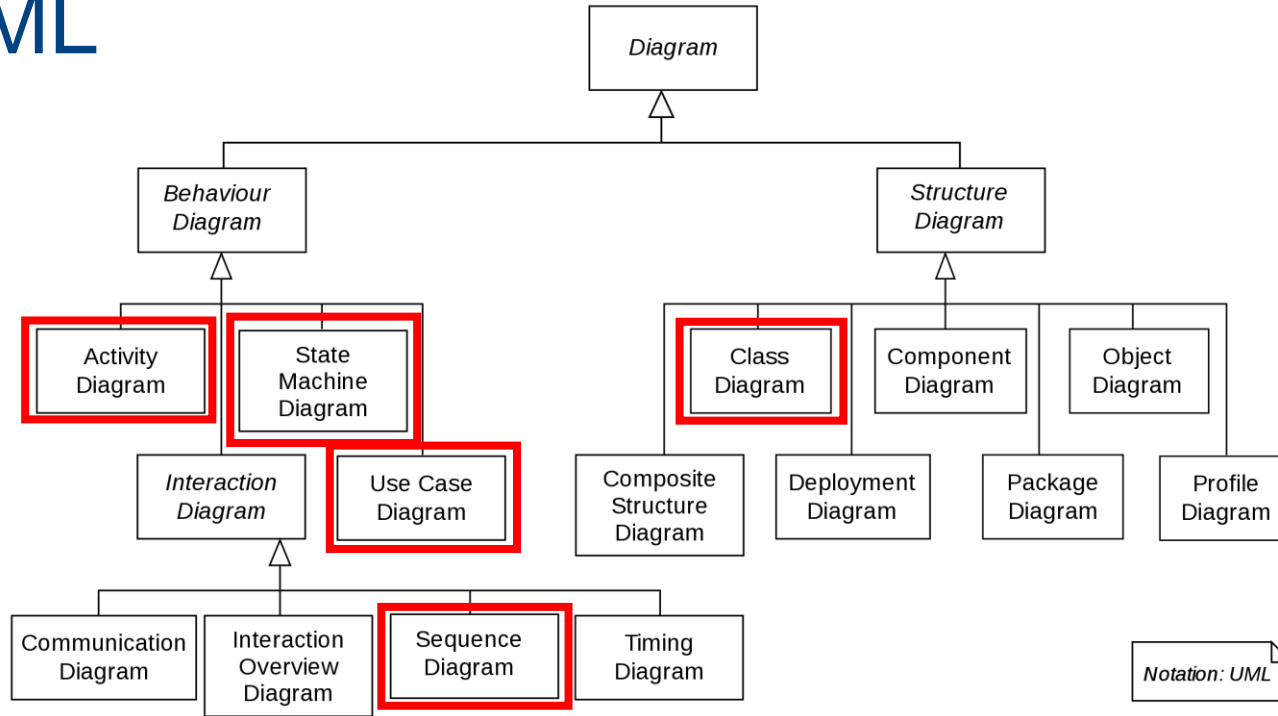 ML
Diagram
Behaviour
Diagram
Structure
Diagram
Activity
Diagram
State
Machine
Diagram
Class
Diagram
Component
Diagram
Object
Diagram
Interaction
Diagram
Use Case
Diagram
Composite
Structure
Diagram
Deployment
Diagram
Package
Diagram
Profile
Diagram
Communication
Diagram
Interaction
Overview
Diagram
Sequence
Diagram
Timing
Diagram
Notation: UML